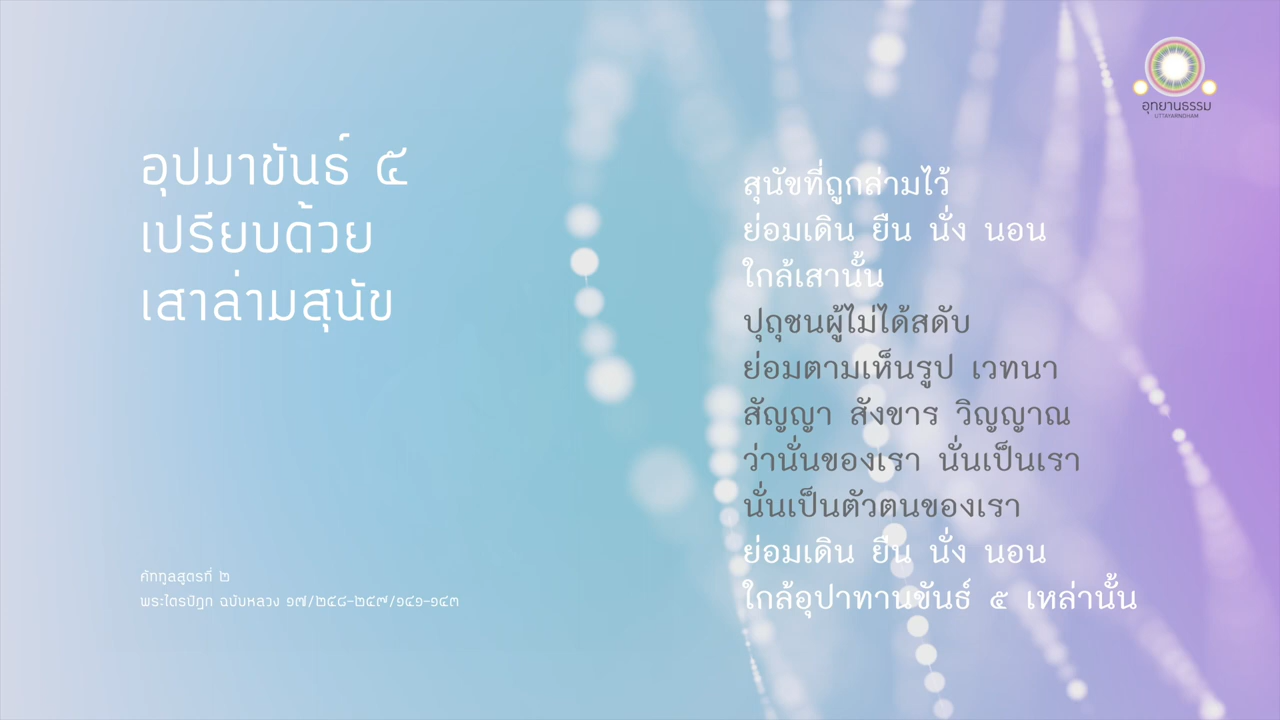 อุทยานธรรม
UTTAYARNDHAM
อุปมาขันธ์ ๕
เปรียบด้วย
เสาล่ามสุนัข
สุนัขที่ถูกล่ามไว้
ย่อมเดิน ยืน นั่ง นอน
ใกล้เสานั้น
ปุถุชนผู้ไม่ได้สดับ
ย่อมตามเห็นรูป เวทนา
สัญญา สังขาร วิญญาณ
ว่านั่นของเรา นั่นเป็นเรา
นั่นเป็นตัวตนของเรา
ย่อมเดิน ยืน นั่ง นอน
ใกล้อุปาทานขันธ์ ๕ เหล่านั้น
คัททูลสูตรที่ ๒
พระไตรปิฎก ฉบับหลวง ๑๗/๒๔๘-๒๔๙/๑๔๑-๑๔๓